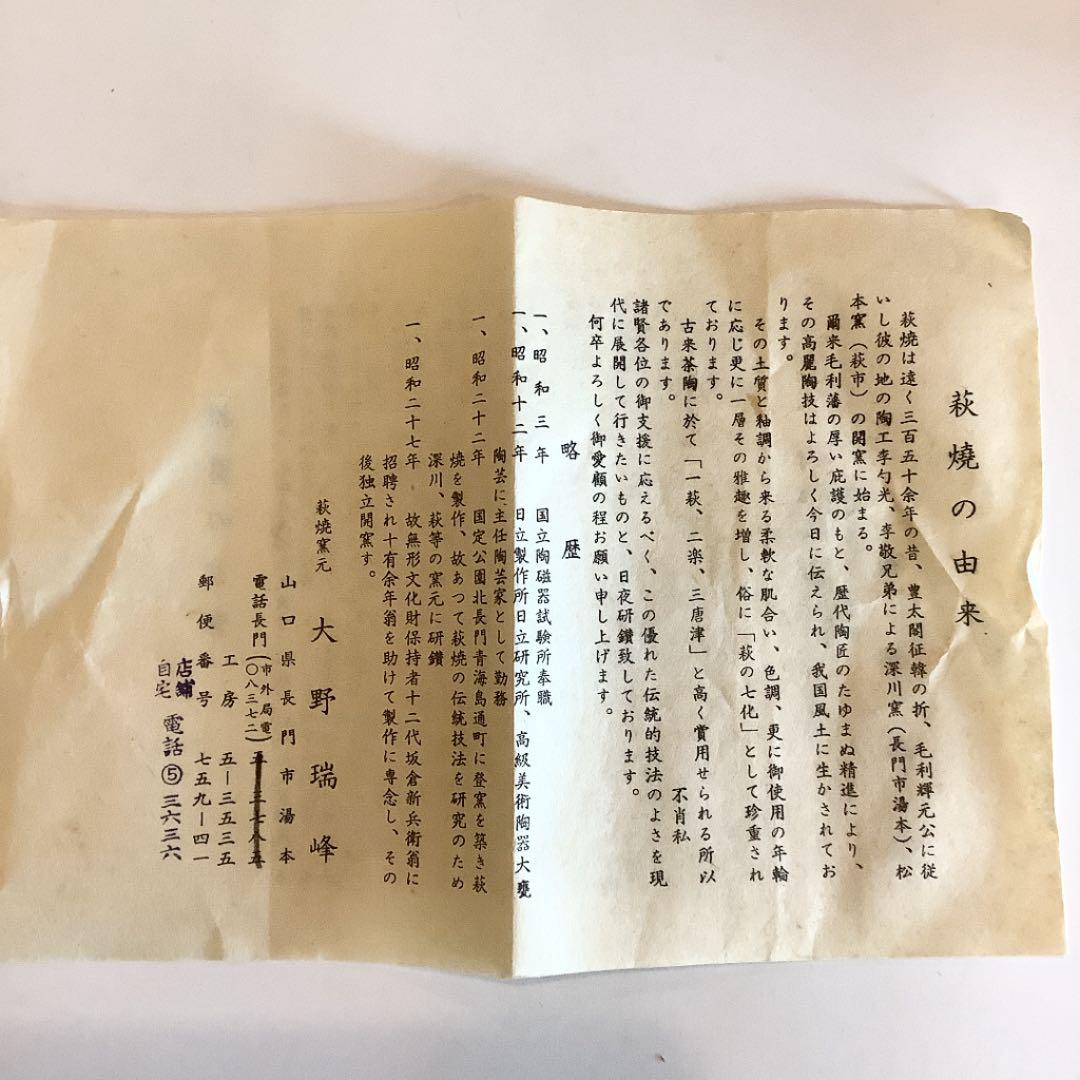 萩燒の由来
萩燒は遠く三百五十余年の昔、豊太閤征韓の折、毛利輝元公に従
いし彼の地の陶工李勺光、李敬兄弟による深川窯(長門市湯本)、松
本窯(萩市)の開窯に始まる。
爾来毛利藩の厚い庇護のもと、歴代陶匠のたゆまぬ精進により、
その高麗陶技はよろしく今日に伝えられ、我国風土に生かされてお
ります。
その土質と釉調から来る柔軟な肌合い、色調、更に御使用の年輪
に応じ更に一層その雅趣を増し、俗に「萩の七化」として珍重され
ております。
古来茶陶に於て「一萩、二楽、三唐津」と高く賞用せられる所以
であります。　不肖私
諸賢各位の御支援に応えるべく、この優れた伝統的技法のよさを現
代に展開して行きたいものと、日夜研鑽致しております。
何卒よろしく御愛顧の程お願い申し上げます。
略歴
一、昭和三年　国立陶磁器試験所奉職
一、昭和十二年　日立製作所日立研究所、高級美術陶器大甕
陶芸に主任陶芸家として勤務
一、昭和二十二年　国定公園北長門青海島通町に登窯を築き萩
燒を製作、故あつて萩燒の伝統技法を研究のため
深川、萩等の窯元に研鑽
一、昭和二十七年　故無形文化財保持者十二代坂倉新兵衛翁に
招聘され十有余年翁を助けて製作に専念し、その
後独立開窯す。
萩燒窯元　大野瑞峰
山口県長門市湯本
電話長門(市外局電)(〇八三七二)五―三七八五
工房　五―三五三五
郵便番号　七五九―四一
店舗
自宅　電話⑤三六三六